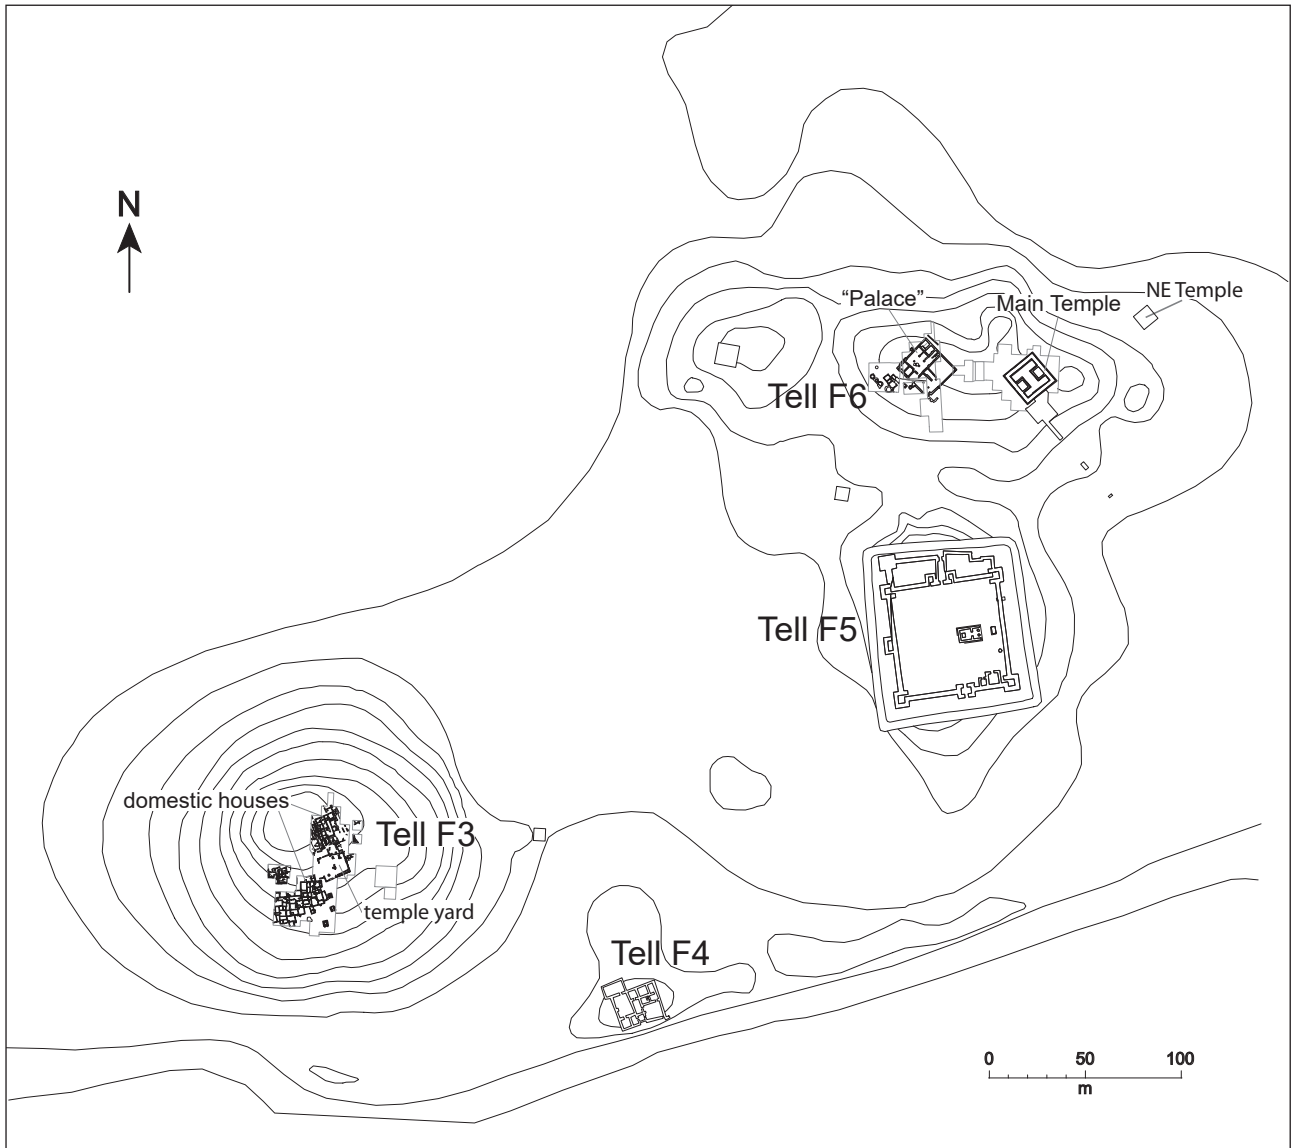 N
“Palace”
Main Temple
NE Temple
Tell F6
Tell F5
domestic houses
Tell F3
temple yard
Tell F4
0 50 100
m